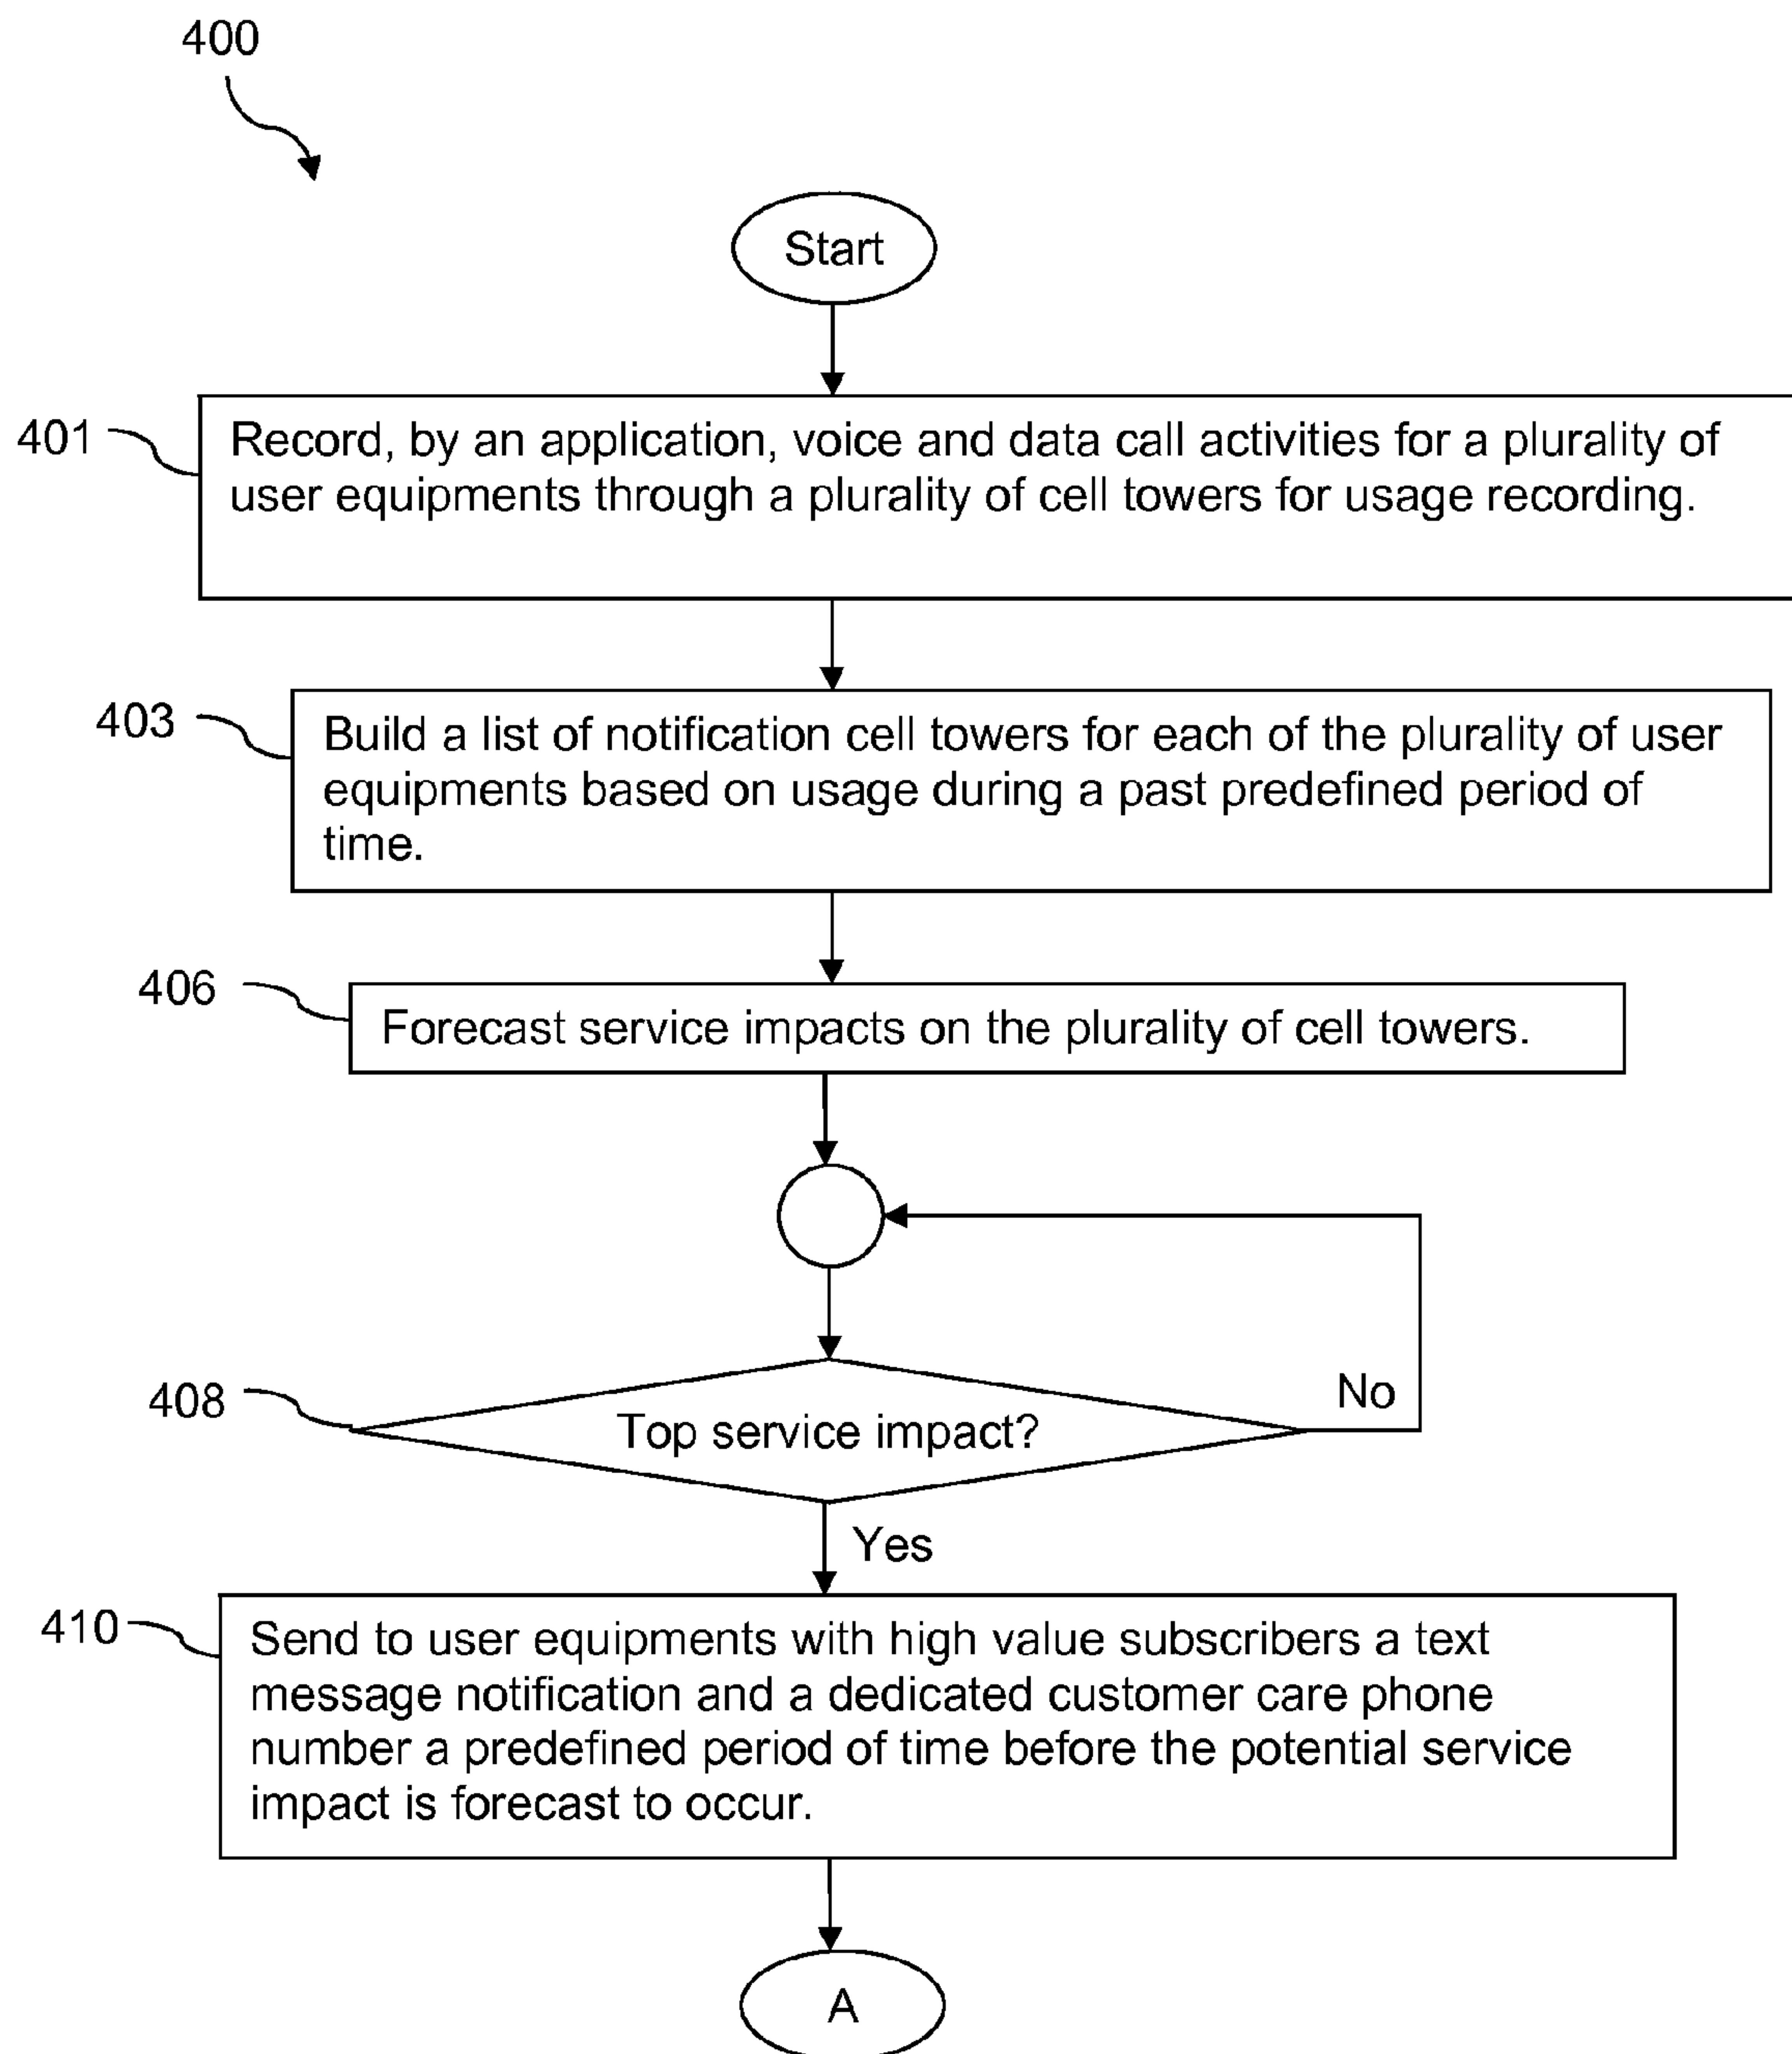 400
Start
401
Record, by an application, voice and data call activities for a plurality of
user equipments through a plurality of cell towers for usage recording.
403
Build a list of notification cell towers for each of the plurality of user
equipments based on usage during a past predefined period of
time.
406
Forecast service impacts on the plurality of cell towers.
408
Top service impact?
No
Yes
410
Send to user equipments with high value subscribers a text
message notification and a dedicated customer care phone
number a predefined period of time before the potential service
impact is forecast to occur.
A